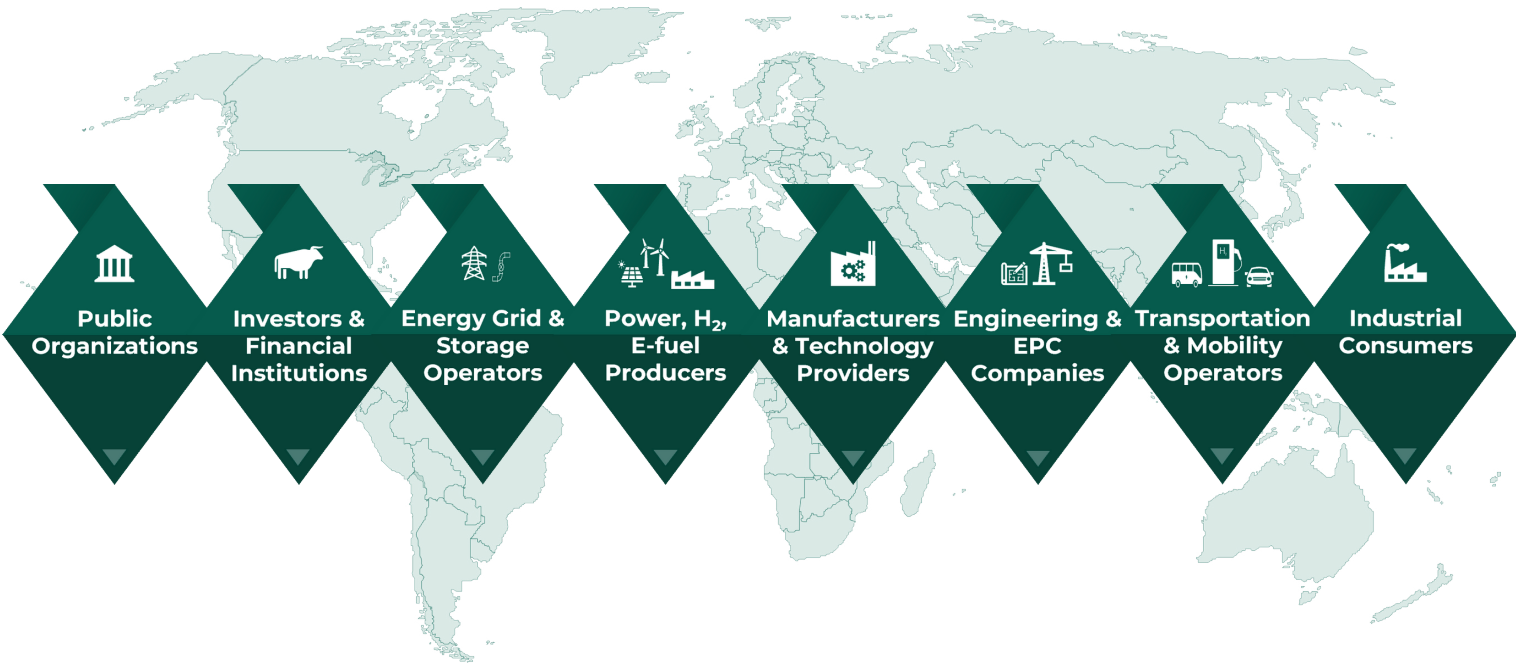 Public
Organizations
Investors &
Financial
Institutions
Energy Grid &
Storage
Operators
Power, H₂,
E-fuel
Producers
Manufacturers
& Technology
Providers
Engineering &
EPC
Companies
H₂
Transportation
& Mobility
Operators
Industrial
Consumers